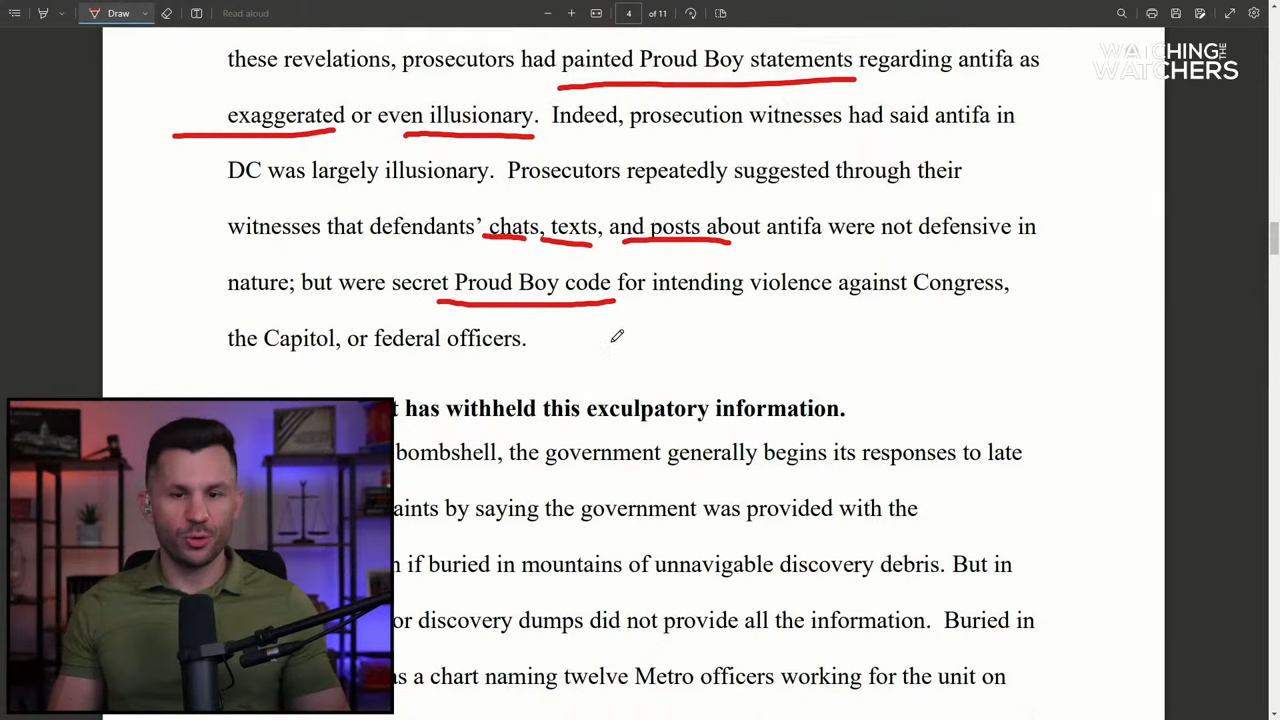 Draw
Read aloud
4 of 11
WATCHING THE
WATCHERS
these revelations, prosecutors had painted Proud Boy statements regarding antifa as
exaggerated or even illusionary.  Indeed, prosecution witnesses had said antifa in
DC was largely illusionary.  Prosecutors repeatedly suggested through their
witnesses that defendants’ chats, texts, and posts about antifa were not defensive in
nature; but were secret Proud Boy code for intending violence against Congress,
the Capitol, or federal officers.
has withheld this exculpatory information.
bombshell, the government generally begins its responses to late
aints by saying the government was provided with the
if buried in mountains of unnavigable discovery debris. But in
or discovery dumps did not provide all the information.  Buried in
a chart naming twelve Metro officers working for the unit on